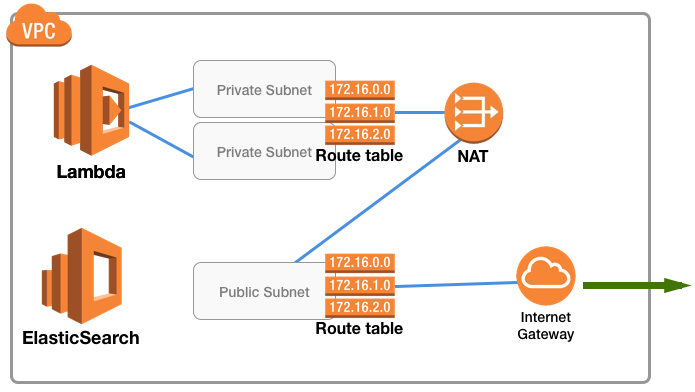 VPC
Private Subnet
Private Subnet
172.16.0.0
172.16.1.0
172.16.2.0
Route table
Lambda
NAT
Public Subnet
172.16.0.0
172.16.1.0
172.16.2.0
Route table
ElasticSearch
Internet
Gateway